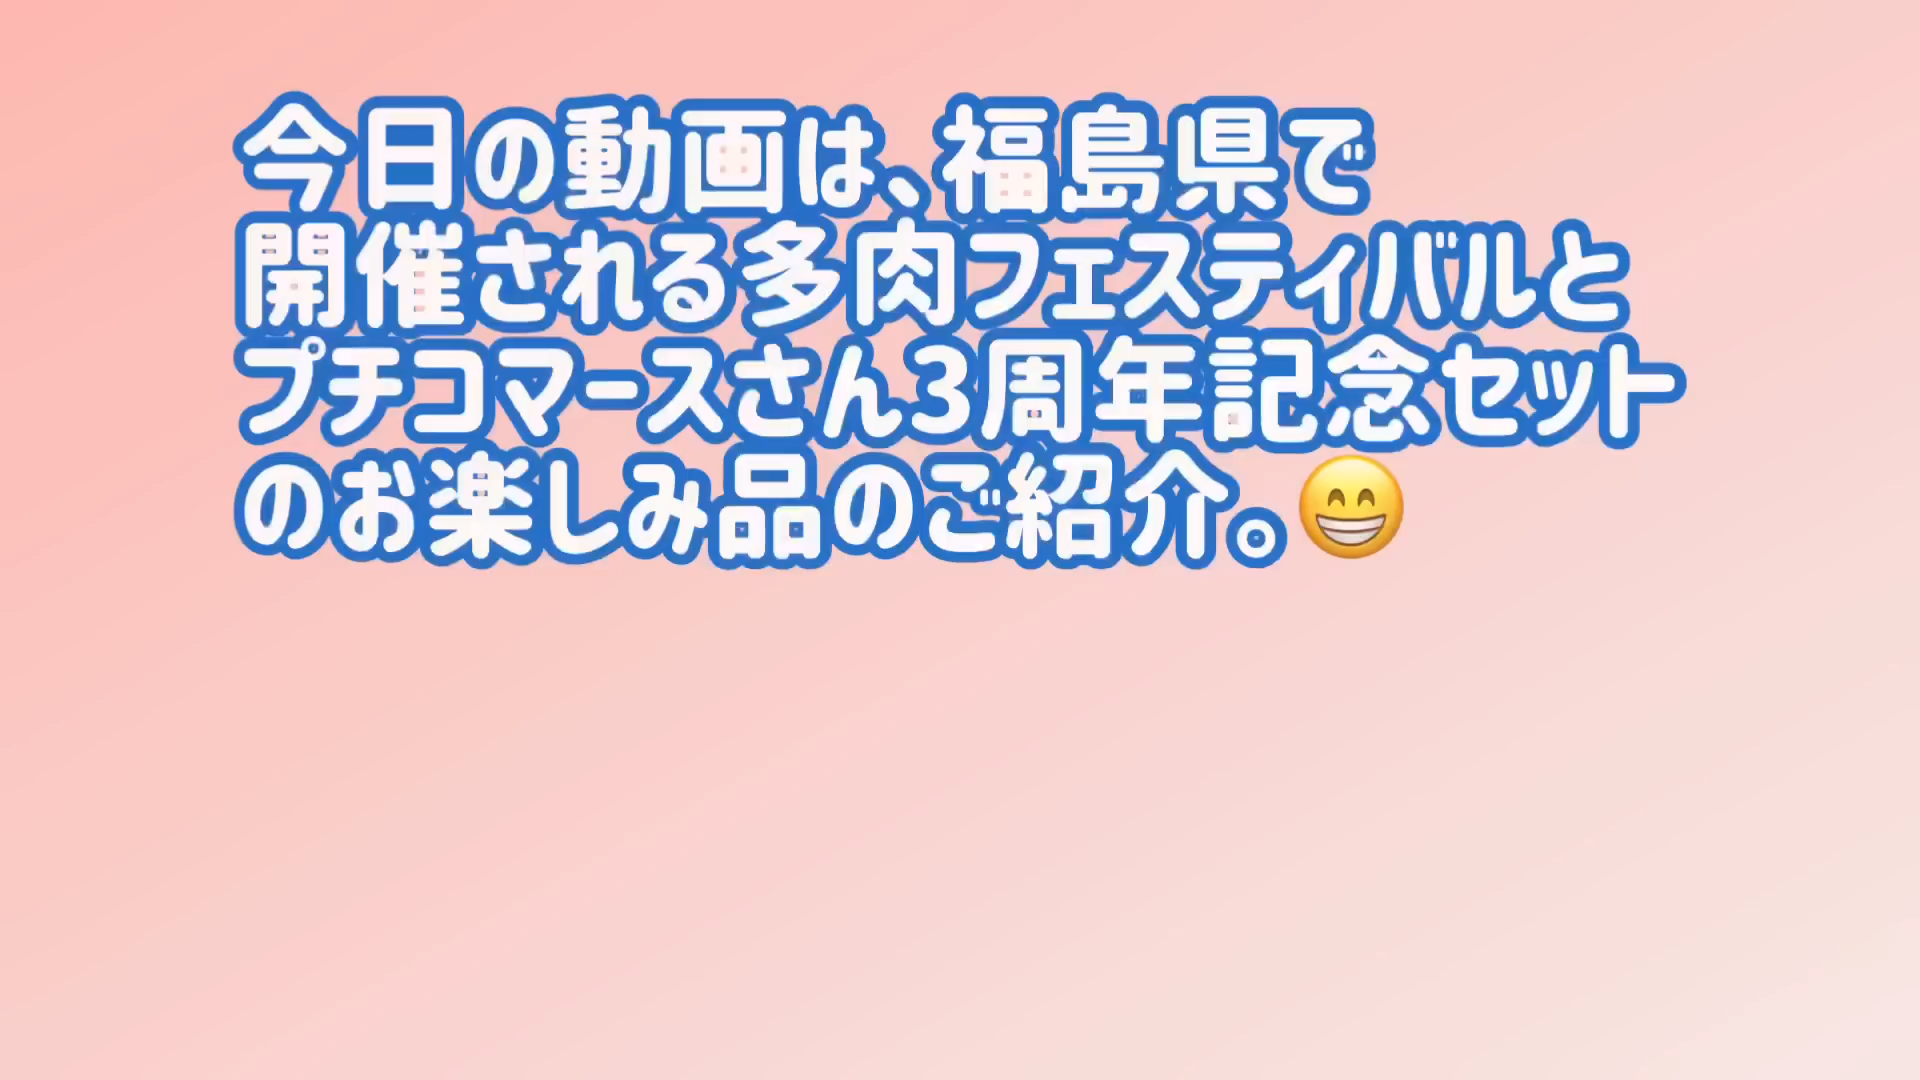 今日の動画は、福島県で
開催される多肉フェスティバルと
プチコマースさん3周年記念セット
のお楽しみ品のご紹介。😁